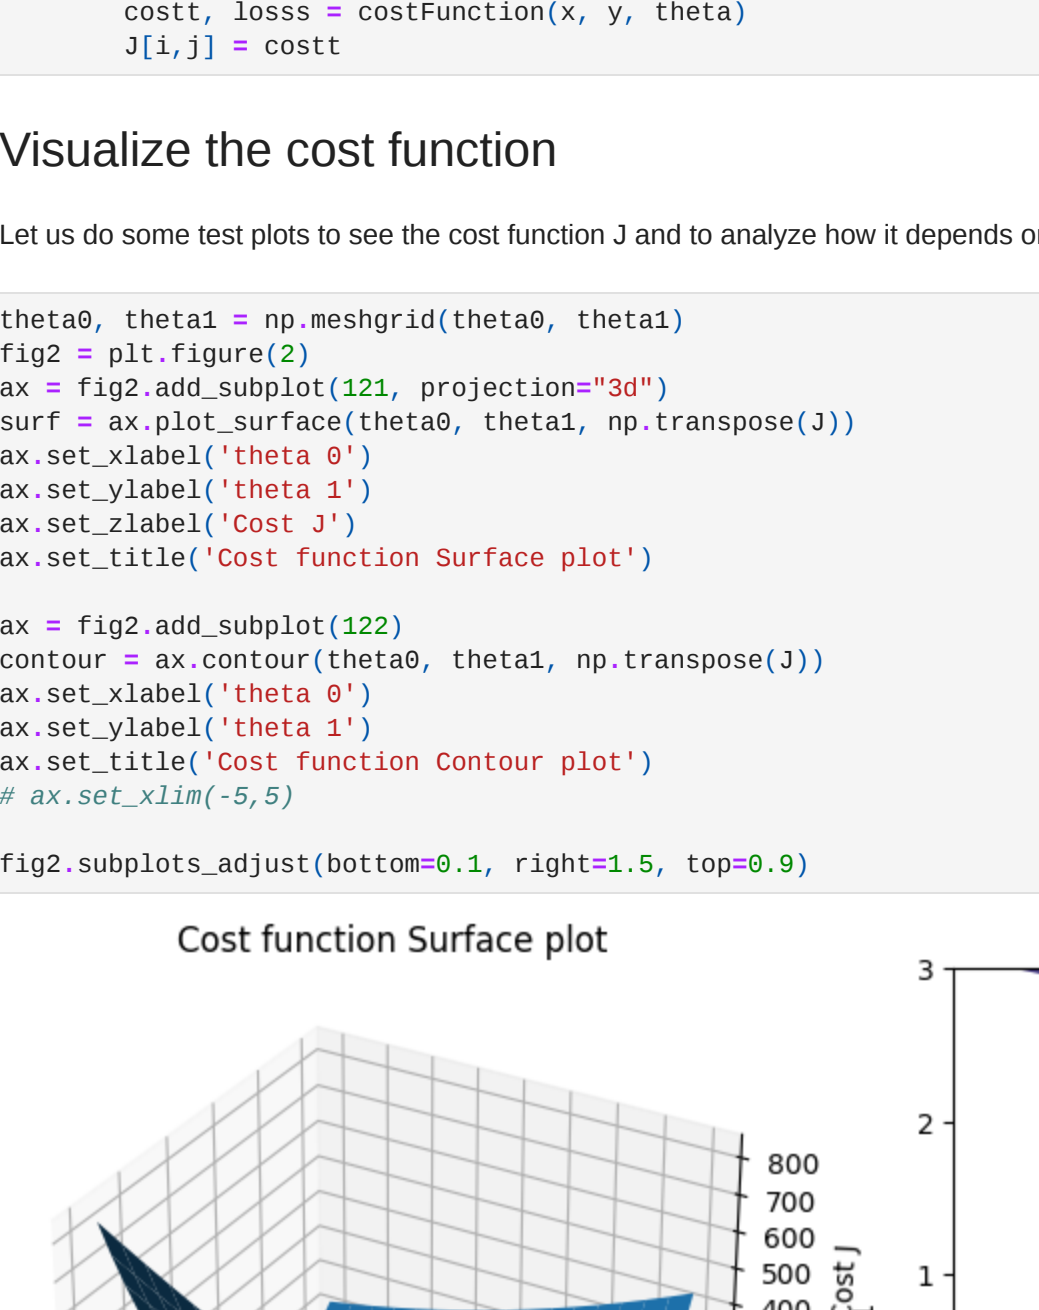 costt, losss = costFunction(x, y, theta)
J[i,j] = costt
Visualize the cost function
Let us do some test plots to see the cost function J and to analyze how it depends
theta0, theta1 = np.meshgrid(theta0, theta1)
fig2 = plt.figure(2)
ax = fig2.add_subplot(121, projection="3d")
surf = ax.plot_surface(theta0, theta1, np.transpose(J))
ax.set_xlabel('theta 0')
ax.set_ylabel('theta 1')
ax.set_zlabel('Cost J')
ax.set_title('Cost function Surface plot')
ax = fig2.add_subplot(122)
contour = ax.contour(theta0, theta1, np.transpose(J))
ax.set_xlabel('theta 0')
ax.set_ylabel('theta 1')
ax.set_title('Cost function Contour plot')
# ax.set_xlim(-5,5)
fig2.subplots_adjust(bottom=0.1, right=1.5, top=0.9)
Cost function Surface plot
3
2
800
700
600
500
400
Cost J
1